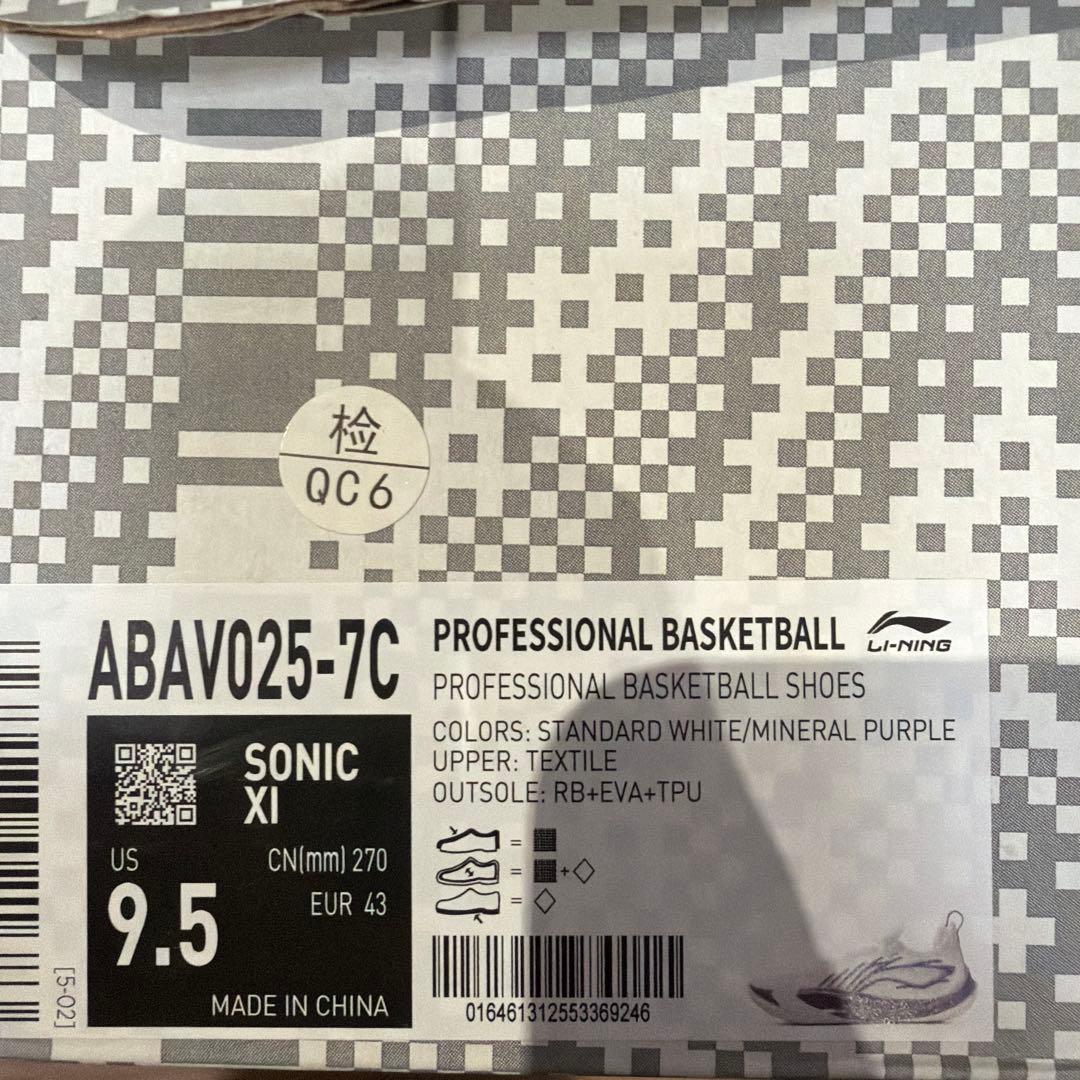 检
QC6
ABAV025-7C
PROFESSIONAL BASKETBALL
LI-NING
PROFESSIONAL BASKETBALL SHOES
COLORS: STANDARD WHITE/MINERAL PURPLE
UPPER: TEXTILE
OUTSOLE: RB+EVA+TPU
SONIC
XI
US
CN(mm) 270
9.5
EUR 43
MADE IN CHINA
=
= +
=
016461312553369246
[5-02]